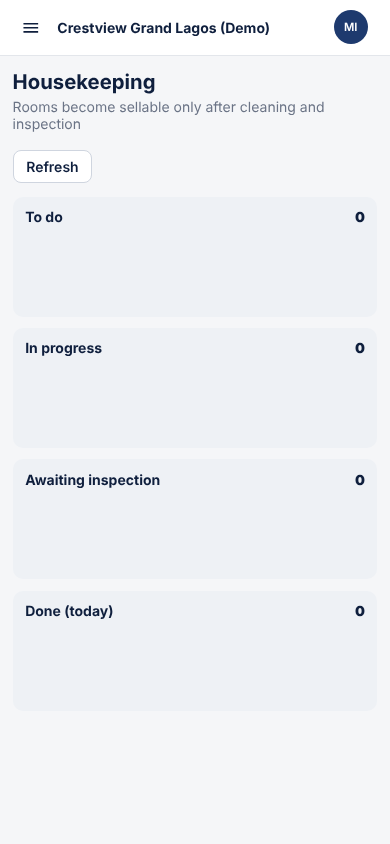 Crestview Grand Lagos (Demo)
MI
Housekeeping
Rooms become sellable only after cleaning and
inspection
Refresh
To do 0
In progress 0
Awaiting inspection 0
Done (today) 0